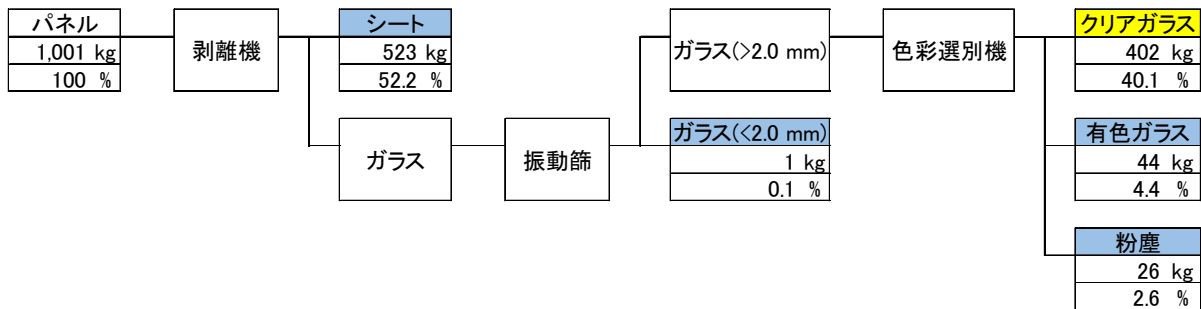 パネル
1,001 kg
100 %
剥離機
シート
523 kg
52.2 %
ガラス
振動篩
ガラス(>2.0 mm)
ガラス(<2.0 mm)
1 kg
0.1 %
色彩選別機
クリアガラス
402 kg
40.1 %
有色ガラス
44 kg
4.4 %
粉塵
26 kg
2.6 %